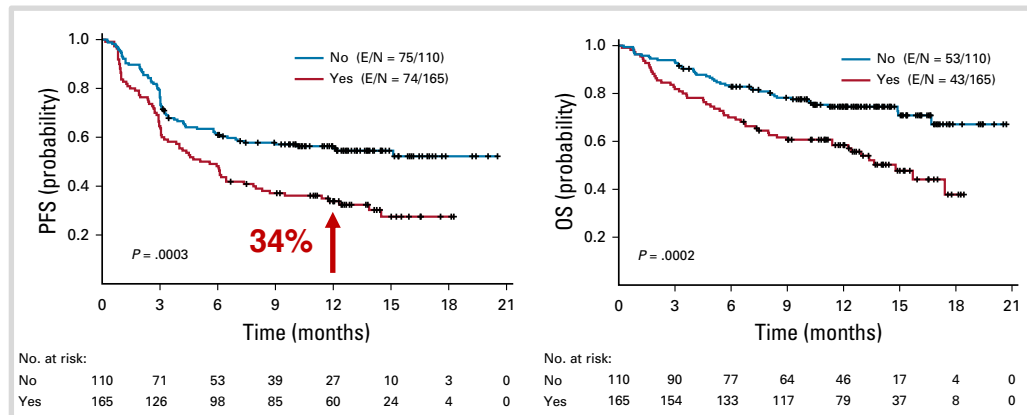 1.0
0.8
0.6
0.4
0.2
PFS (probability)
No (E/N = 75/110)
Yes (E/N = 74/165)
34%
P = .0003
0 3 6 9 12 15 18 21
Time (months)
No. at risk:
No 110 71 53 39 27 10 3 0
Yes 165 126 98 85 60 24 4 0
1.0
0.8
0.6
0.4
0.2
OS (probability)
No (E/N = 53/110)
Yes (E/N = 43/165)
P = .0002
0 3 6 9 12 15 18 21
Time (months)
No. at risk:
No 110 90 77 64 46 17 4 0
Yes 165 154 133 117 79 37 8 0